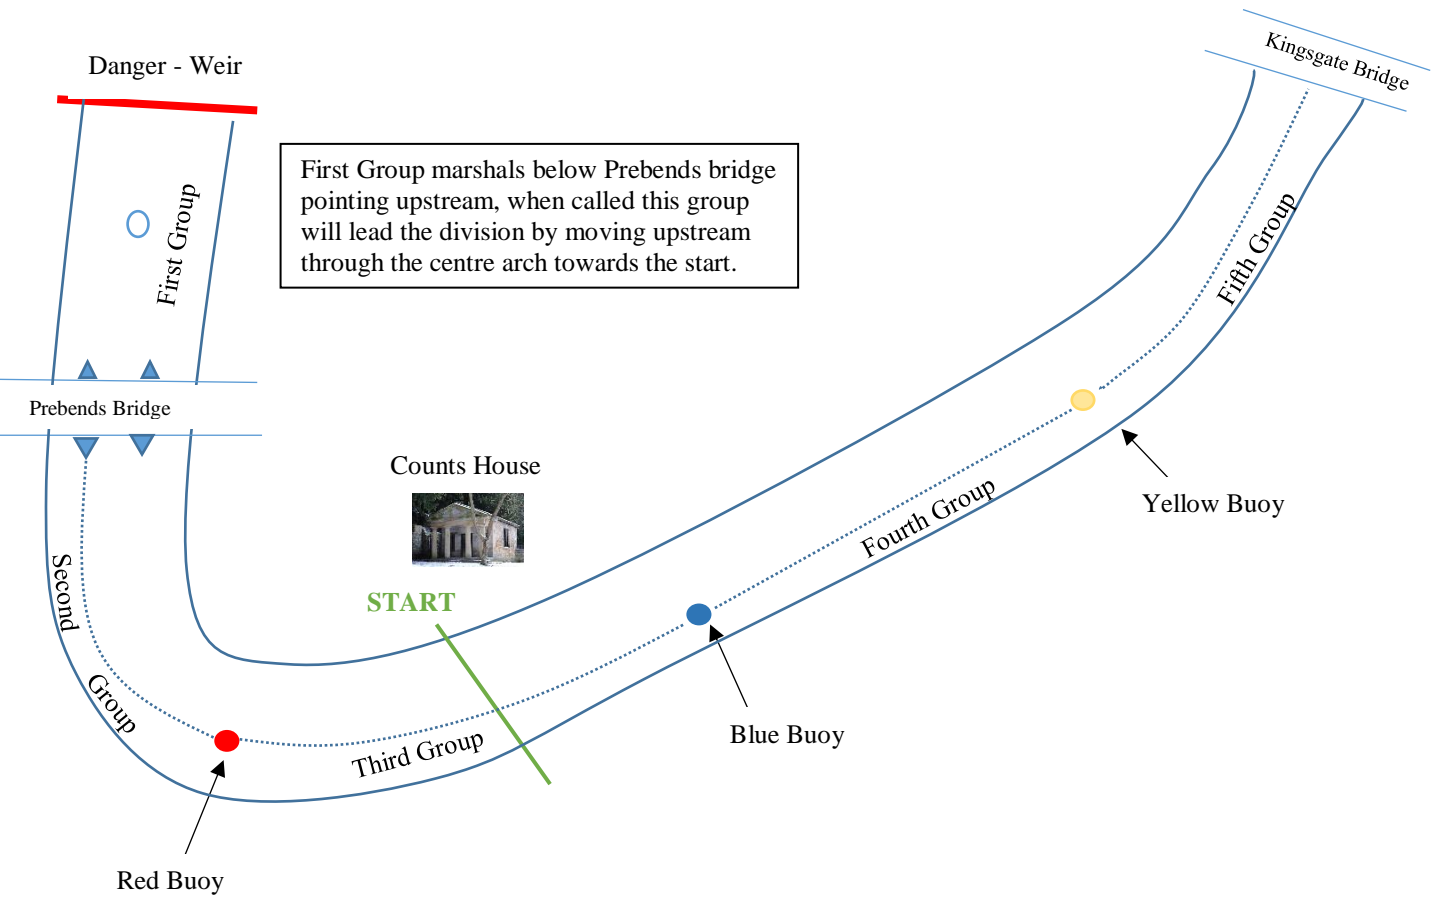 Kingsgate Bridge
Danger - Weir
First Group marshals below Prebends bridge
pointing upstream, when called this group
will lead the division by moving upstream
through the centre arch towards the start.
First Group
Fifth Group
Prebends Bridge
Counts House
Yellow Buoy
Fourth Group
START
Second
Group
Third Group
Blue Buoy
Red Buoy